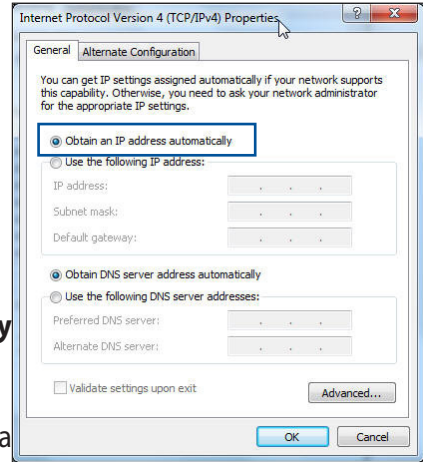 Internet Protocol Version 4 (TCP/IPv4) Properties
General Alternate Configuration
You can get IP settings assigned automatically if your network supports
this capability. Otherwise, you need to ask your network administrator
for the appropriate IP settings.
Obtain an IP address automatically
Use the following IP address:
IP address:
Subnet mask:
Default gateway:
Obtain DNS server address automatically
Use the following DNS server addresses:
Preferred DNS server:
y
Alternate DNS server:
Validate settings upon exit
Advanced...
a
OK Cancel